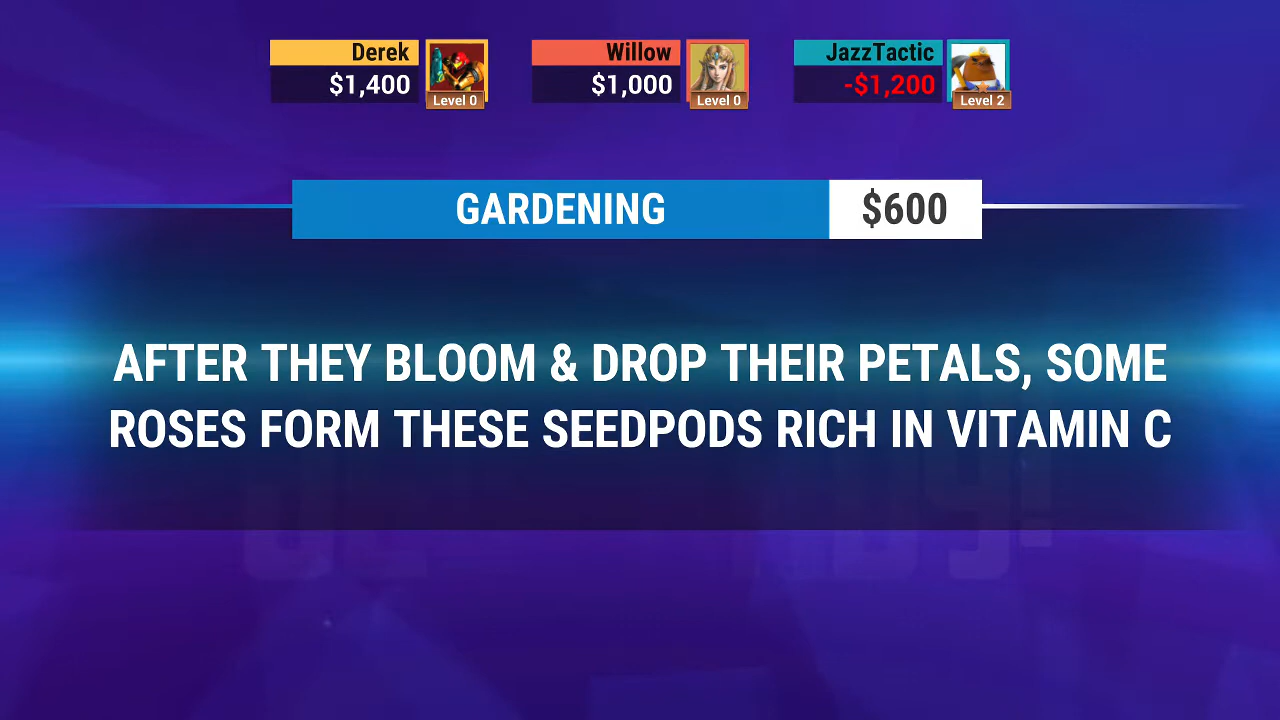 Derek
$1,400
Level 0
Willow
$1,000
Level 0
JazzTactic
-$1,200
Level 2
GARDENING
$600
AFTER THEY BLOOM & DROP THEIR PETALS, SOME
ROSES FORM THESE SEEDPODS RICH IN VITAMIN C